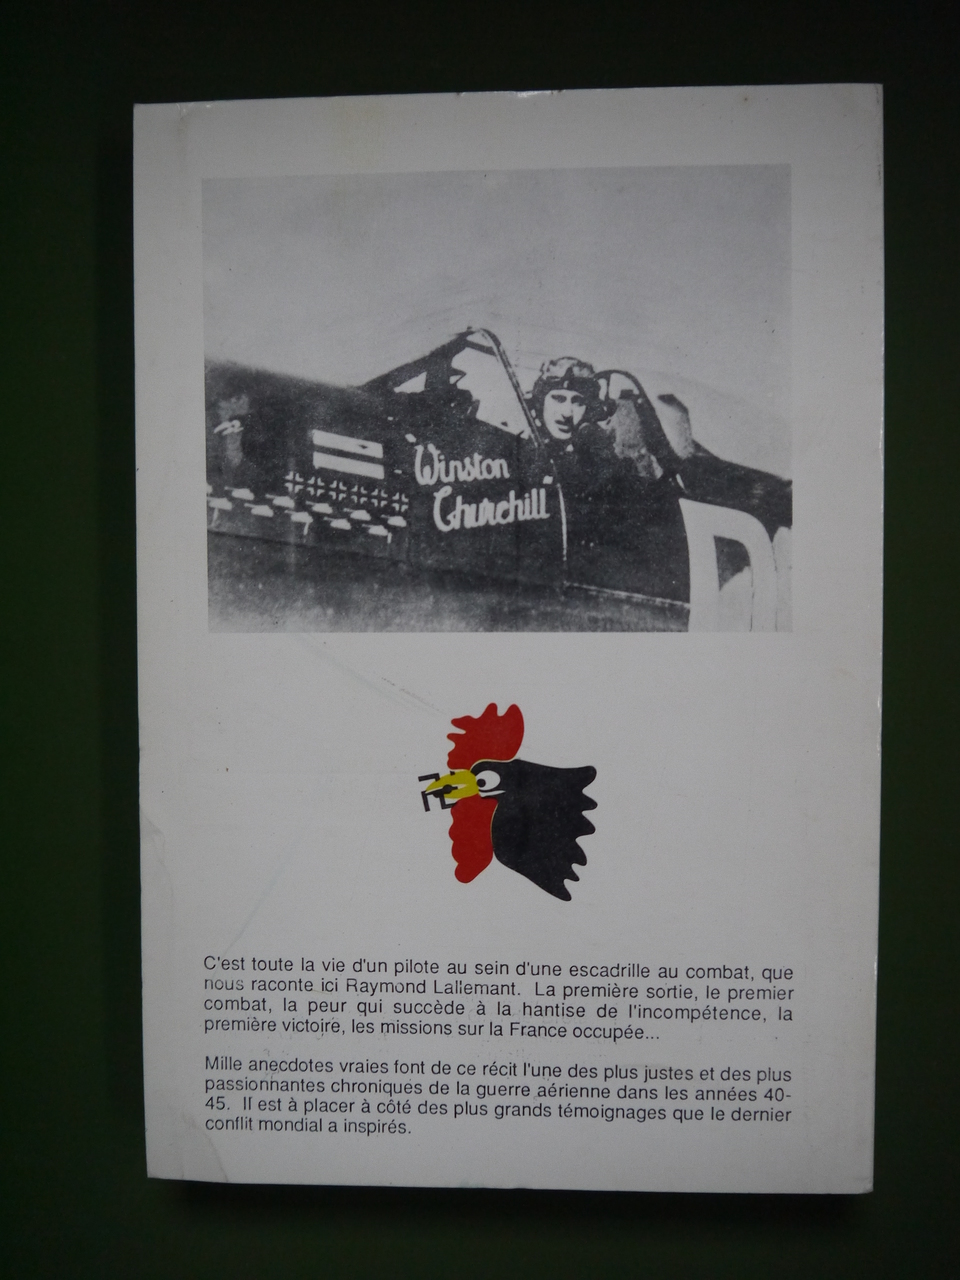 Winston
Churchill
D
C'est toute la vie d'un pilote au sein d'une escadrille au combat, que
nous raconte ici Raymond Lallemant. La première sortie, le premier
combat, la peur qui succède à la hantise de l'incompétence, la
première victoire, les missions sur la France occupée...
Mille anecdotes vraies font de ce récit l'une des plus justes et des plus
passionnantes chroniques de la guerre aérienne dans les années 40-
45. Il est à placer à côté des plus grands témoignages que le dernier
conflit mondial a inspirés.